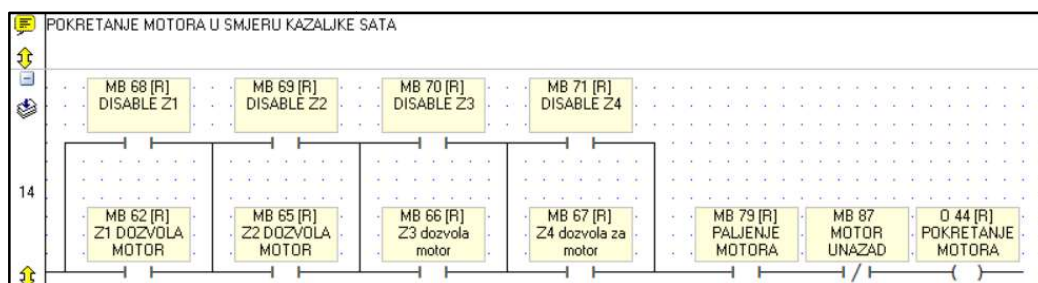 POKRETANJE MOTORA U SMJERU KAZALJKE SATA
MB 68 [R]
DISABLE Z1
MB 69 [R]
DISABLE Z2
MB 70 [R]
DISABLE Z3
MB 71 [R]
DISABLE Z4
14
MB 62 [R]
Z1 DOZVOLA
MOTOR
MB 65 [R]
Z2 DOZVOLA
MOTOR
MB 66 [R]
Z3 dozvola
motor
MB 67 [R]
Z4 dozvola za
motor
MB 79 [R]
PALJENJE
MOTORA
MB 87
MOTOR
UNAZAD
O 44 [R]
POKRETANJE
MOTORA